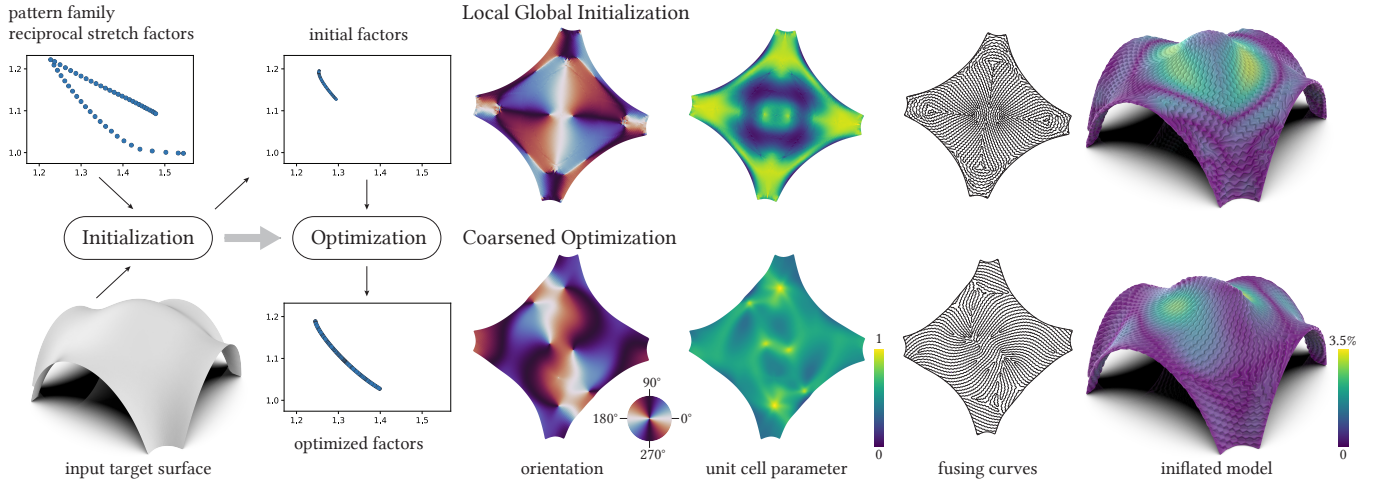 pattern family
reciprocal stretch factors
1.2
1.1
1.0
1.2 1.3 1.4 1.5
initial factors
1.2
1.1
1.0
1.2 1.3 1.4 1.5
Initialization
Optimization
input target surface
1.2
1.1
1.0
1.2 1.3 1.4 1.5
optimized factors
Local Global Initialization
Coarsened Optimization
90°
180° 0°
270°
orientation
1
0
unit cell parameter
fusing curves
3.5%
0
iniflated model